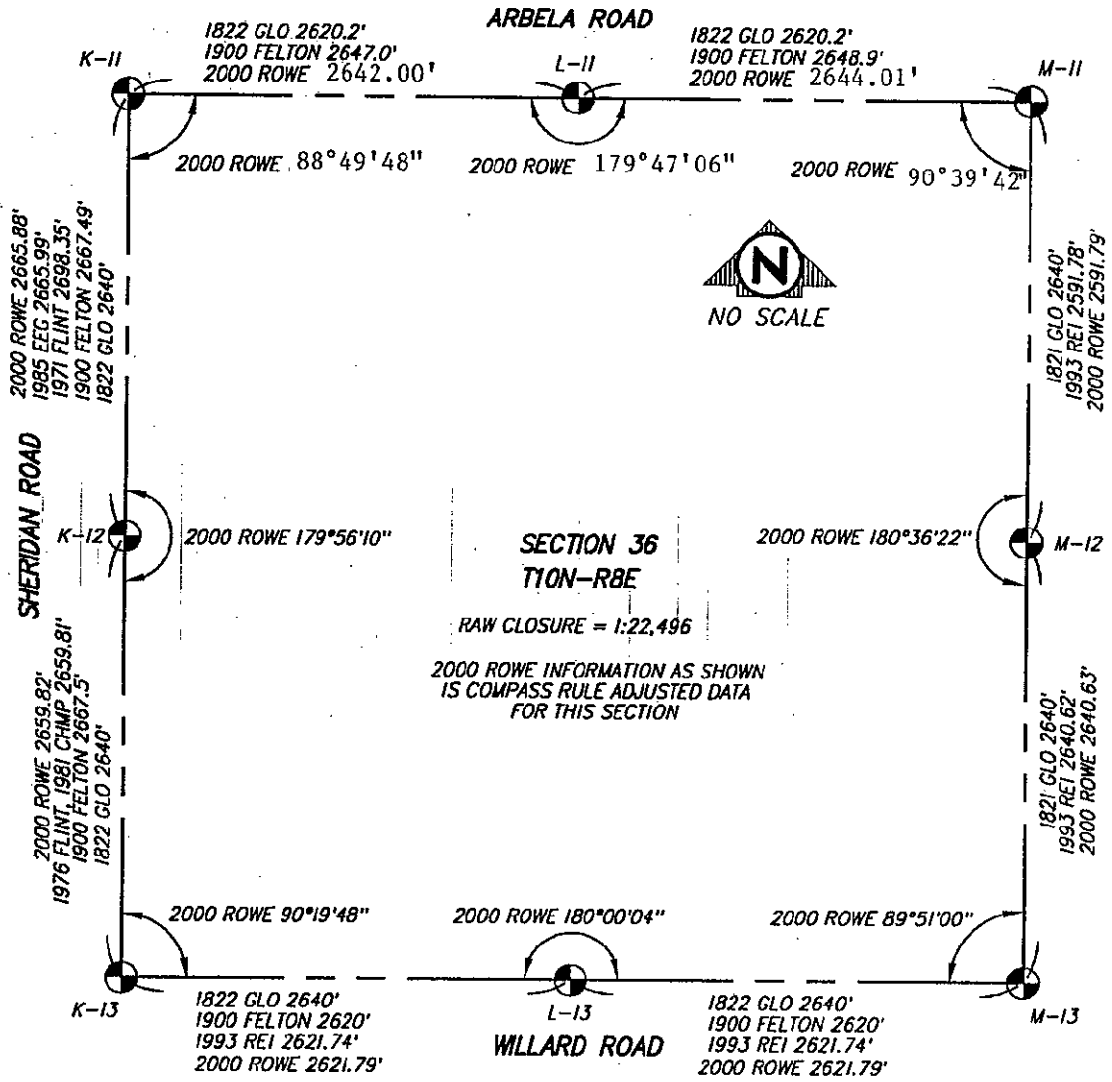 ARBELA ROAD
1822 GLO 2620.2'
1900 FELTON 2647.0'
2000 ROWE 2642.00'
1822 GLO 2620.2'
1900 FELTON 2648.9'
2000 ROWE 2644.01'
K-11
L-11
M-11
2000 ROWE 88°49'48"
2000 ROWE 179°47'06"
2000 ROWE 90°39'42"
N
NO SCALE
2000 ROWE 2665.88'
1985 EEG 2665.99'
1971 FLINT 2698.35'
1900 FELTON 2667.49'
1822 GLO 2640'
1821 GLO 2640'
1993 REI 2591.78'
2000 ROWE 2591.79'
SHERIDAN ROAD
K-12
2000 ROWE 179°56'10"
SECTION 36
T10N-R8E
2000 ROWE 180°36'22"
M-12
RAW CLOSURE = 1:22,496
2000 ROWE INFORMATION AS SHOWN
IS COMPASS RULE ADJUSTED DATA
FOR THIS SECTION
2000 ROWE 2659.82'
1976 FLINT, 1981 CHMP 2659.81'
1900 FELTON 2667.5'
1822 GLO 2640'
1821 GLO 2640'
1993 REI 2640.62'
2000 ROWE 2640.63'
2000 ROWE 90°19'48"
2000 ROWE 180°00'04"
2000 ROWE 89°51'00"
K-13
L-13
M-13
1822 GLO 2640'
1900 FELTON 2620'
1993 REI 2621.74'
2000 ROWE 2621.79'
WILLARD ROAD
1822 GLO 2640'
1900 FELTON 2620'
1993 REI 2621.74'
2000 ROWE 2621.79'